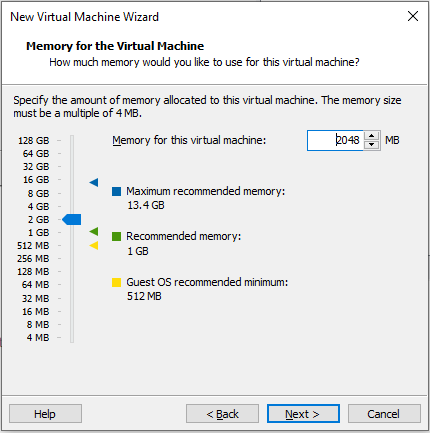 New Virtual Machine Wizard
Memory for the Virtual Machine
How much memory would you like to use for this virtual machine?
Specify the amount of memory allocated to this virtual machine. The memory size
must be a multiple of 4 MB.
128 GB
64 GB
32 GB
16 GB
8 GB
4 GB
2 GB
1 GB
512 MB
256 MB
128 MB
64 MB
32 MB
16 MB
8 MB
4 MB
Memory for this virtual machine: 2048 MB
Maximum recommended memory:
13.4 GB
Recommended memory:
1 GB
Guest OS recommended minimum:
512 MB
Help < Back Next > Cancel